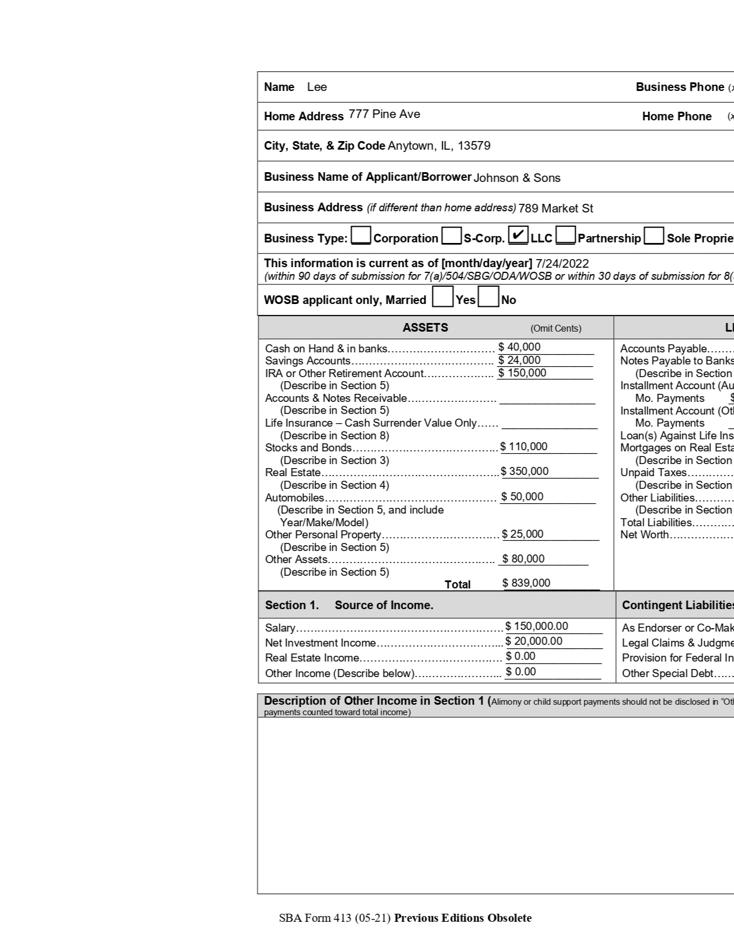 Name Lee Business Phone
Home Address 777 Pine Ave Home Phone
City, State, & Zip Code Anytown, IL, 13579
Business Name of Applicant/Borrower Johnson & Sons
Business Address (if different than home address) 789 Market St
Business Type: Corporation S-Corp. ✔ LLC Partnership Sole Proprie
This information is current as of [month/day/year] 7/24/2022
(within 90 days of submission for 7(a)/504/SBG/ODA/WOSB or within 30 days of submission for 8(
WOSB applicant only, Married Yes No
ASSETS (Omit Cents)
Cash on Hand & in banks $ 40,000
Savings Accounts $ 24,000
IRA or Other Retirement Account $ 150,000
(Describe in Section 5)
Accounts & Notes Receivable
(Describe in Section 5)
Life Insurance – Cash Surrender Value Only
(Describe in Section 8)
Stocks and Bonds $ 110,000
(Describe in Section 3)
Real Estate $ 350,000
(Describe in Section 4)
Automobiles $ 50,000
(Describe in Section 5, and include
Year/Make/Model)
Other Personal Property $ 25,000
(Describe in Section 5)
Other Assets $ 80,000
(Describe in Section 5)
Total $ 839,000
LI
Accounts Payable
Notes Payable to Banks
(Describe in Section
Installment Account (Au
Mo. Payments $
Installment Account (Oth
Mo. Payments
Loan(s) Against Life Ins
Mortgages on Real Esta
(Describe in Section
Unpaid Taxes
(Describe in Section
Other Liabilities
(Describe in Section
Total Liabilities
Net Worth
Section 1. Source of Income. Contingent Liabilities
Salary $ 150,000.00 As Endorser or Co-Mak
Net Investment Income $ 20,000.00 Legal Claims & Judgme
Real Estate Income $ 0.00 Provision for Federal In
Other Income (Describe below) $ 0.00 Other Special Debt
Description of Other Income in Section 1 (Alimony or child support payments should not be disclosed in "Oth
payments counted toward total income)
SBA Form 413 (05-21) Previous Editions Obsolete